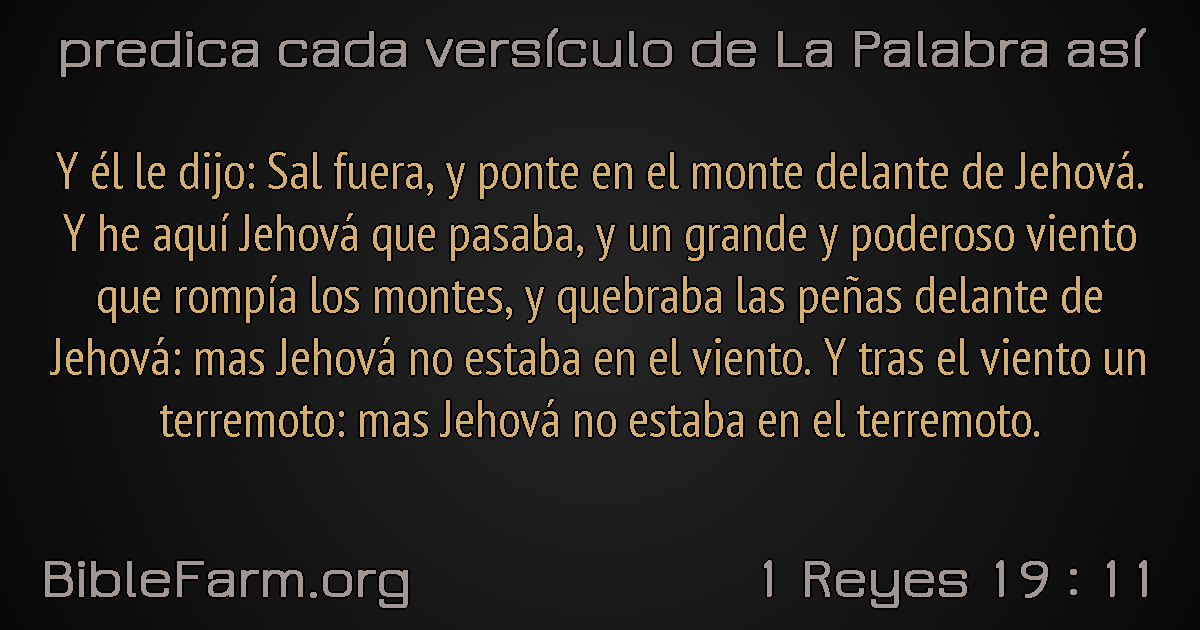 predica cada versículo de La Palabra así
Y él le dijo: Sal fuera, y ponte en el monte delante de Jehová.
Y he aquí Jehová que pasaba, y un grande y poderoso viento
que rompía los montes, y quebraba las peñas delante de
Jehová: mas Jehová no estaba en el viento. Y tras el viento un
terremoto: mas Jehová no estaba en el terremoto.
BibleFarm.org
1 Reyes 19 : 11